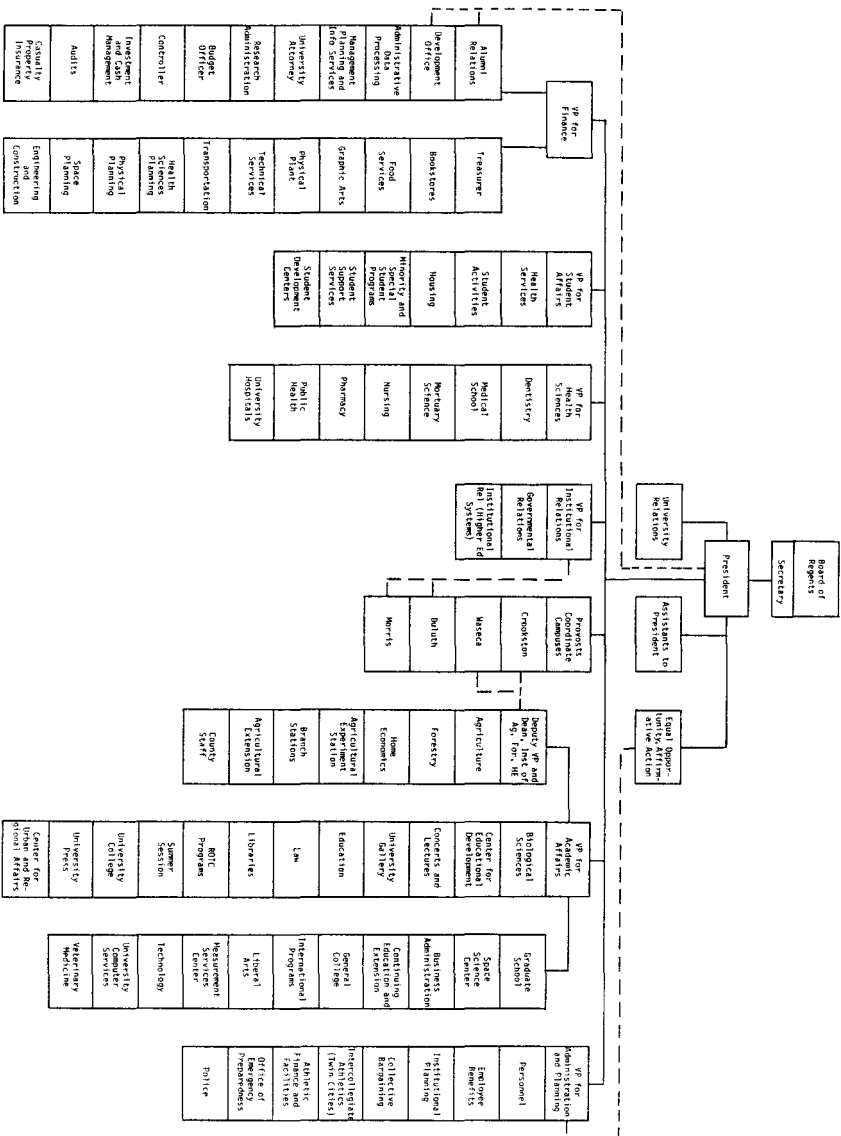 Board of
Regents
Secretary
President
University
Relations
Assistants to
President
Equal Oppor-
tunity, Affirm-
ative Action
VP for
Finance
Alumni
Relations
Development
Office
Administrative
Data
Processing
Management
Planning and
Info Services
University
Attorney
Research
Administration
Budget
Officer
Controller
Investment
and Cash
Management
Audits
Casualty
Property
Insurance
Treasurer
Bookstores
Food
Services
Graphic Arts
Physical
Plant
Technical
Services
Transportation
Health
Sciences
Planning
Physical
Planning
Space
Planning
Engineering
and
Construction
VP for
Student
Affairs
Health
Services
Student
Activities
Housing
Minority and
Special
Student
Programs
Student
Support
Services
Student
Development
Centers
VP for
Health
Sciences
Dentistry
Medical
School
Mortuary
Science
Nursing
Pharmacy
Public
Health
University
Hospitals
VP for
Institutional
Relations
Governmental
Relations
Institutional
Rel (Higher Ed
Systems)
Provosts
Coordinate
Campuses
Crookston
Waseca
Duluth
Morris
Deputy VP and
Dean, Inst of
Ag, For, HE
Agriculture
Forestry
Home
Economics
Agricultural
Experiment
Station
Branch
Stations
Agricultural
Extension
County
Staff
VP for
Academic
Affairs
Biological
Sciences
Center for
Educational
Development
Concerts and
Lectures
University
Gallery
Education
Law
Libraries
ROTC
Programs
Summer
Session
University
College
University
Press
Center for
Urban and Re-
gional Affairs
Graduate
School
Space
Science
Center
Business
Administration
Continuing
Education and
Extension
General
College
International
Programs
Liberal
Arts
Measurement
Services
Center
Technology
University
Computer
Services
Veterinary
Medicine
VP for
Administration
and Planning
Personnel
Employee
Benefits
Institutional
Planning
Collective
Bargaining
Intercollegiate
Athletics
(Twin Cities)
Athletic
Finance and
Facilities
Office of
Emergency
Preparedness
Police